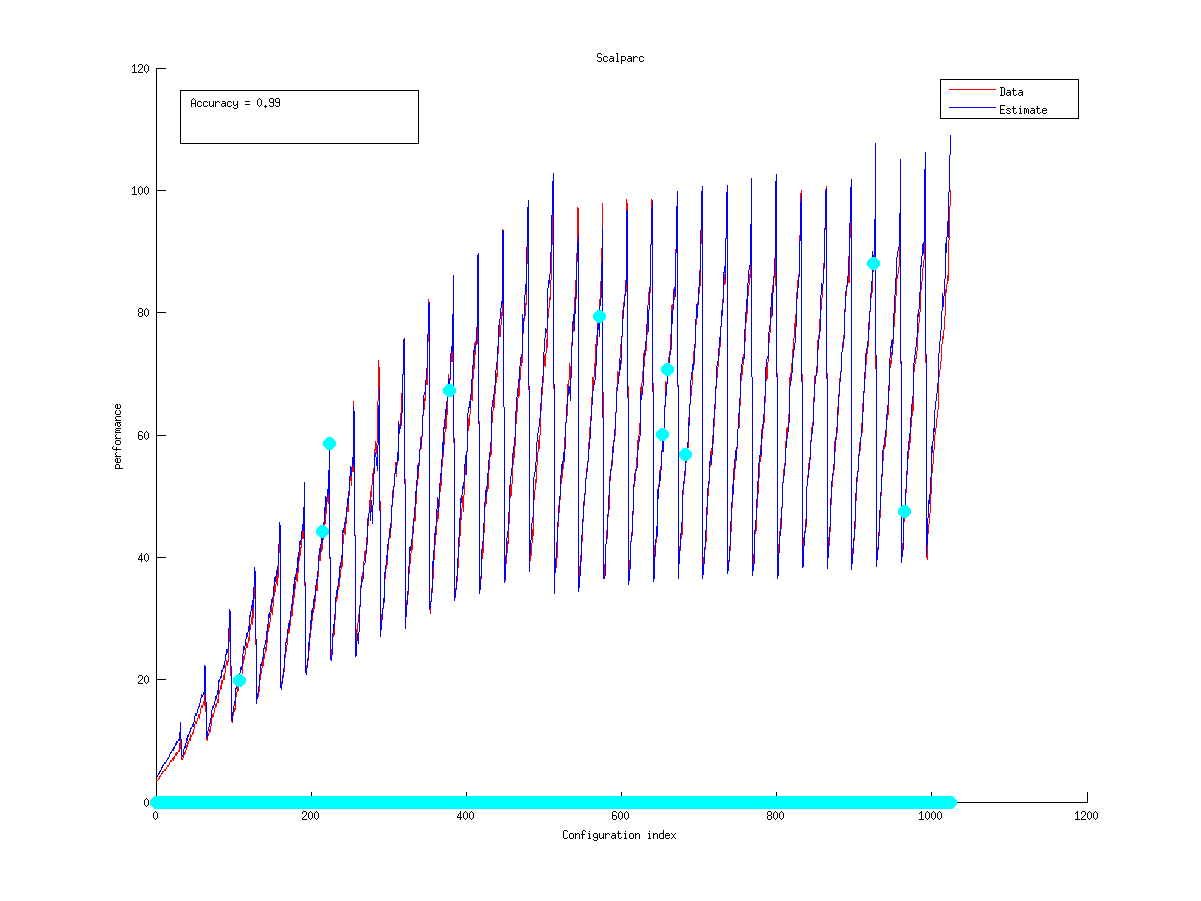 Scalparc
120
100
80
60
40
20
0
performance
Accuracy = 0.99
Data
Estimate
0 200 400 600 800 1000 1200
Configuration index